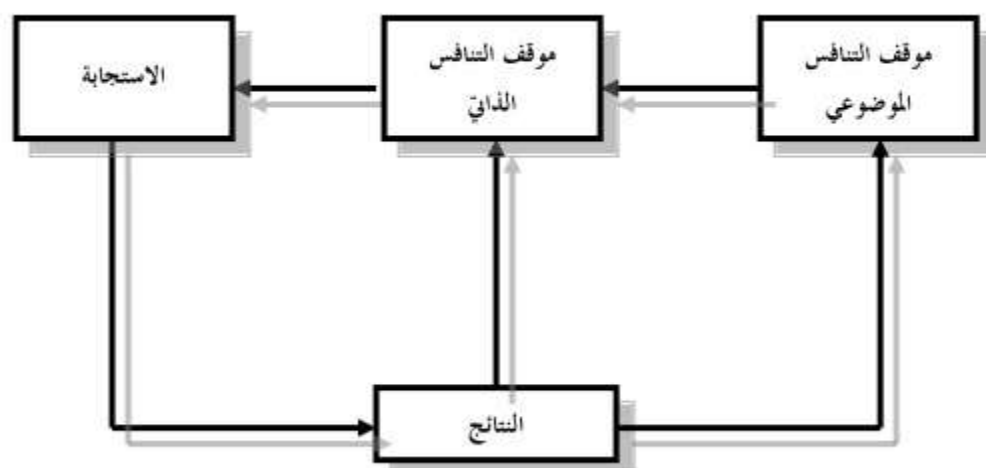 موقف التنافس
الموضوعي
موقف التنافس
الذاتيّ
الاستجابة
النتائج